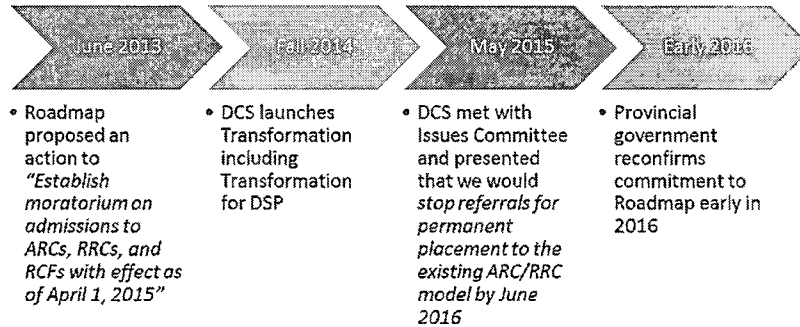 June 2013
Fall 2014
May 2015
Early 2016
• Roadmap
proposed an
action to
“Establish
moratorium on
admissions to
ARCs, RRCs, and
RCFs with effect as
of April 1, 2015”
• DCS launches
Transformation
including
Transformation
for DSP
• DCS met with
Issues Committee
and presented
that we would
stop referrals for
permanent
placement to the
existing ARC/RRC
model by June
2016
• Provincial
government
reconfirms
commitment to
Roadmap early in
2016